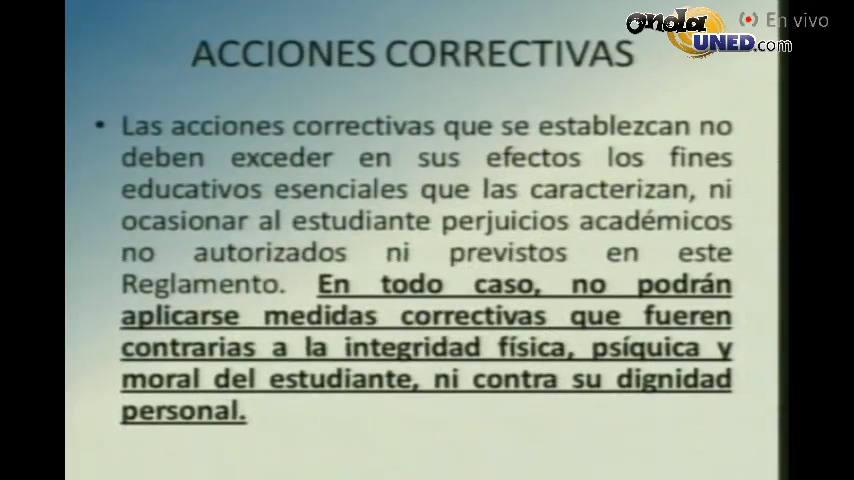 onda
UNED.com
En vivo
ACCIONES CORRECTIVAS
• Las acciones correctivas que se establezcan no
deben exceder en sus efectos los fines
educativos esenciales que las caracterizan, ni
ocasionar al estudiante perjuicios académicos
no autorizados ni previstos en este
Reglamento. En todo caso, no podrán
aplicarse medidas correctivas que fueren
contrarias a la integridad física, psíquica y
moral del estudiante, ni contra su dignidad
personal.